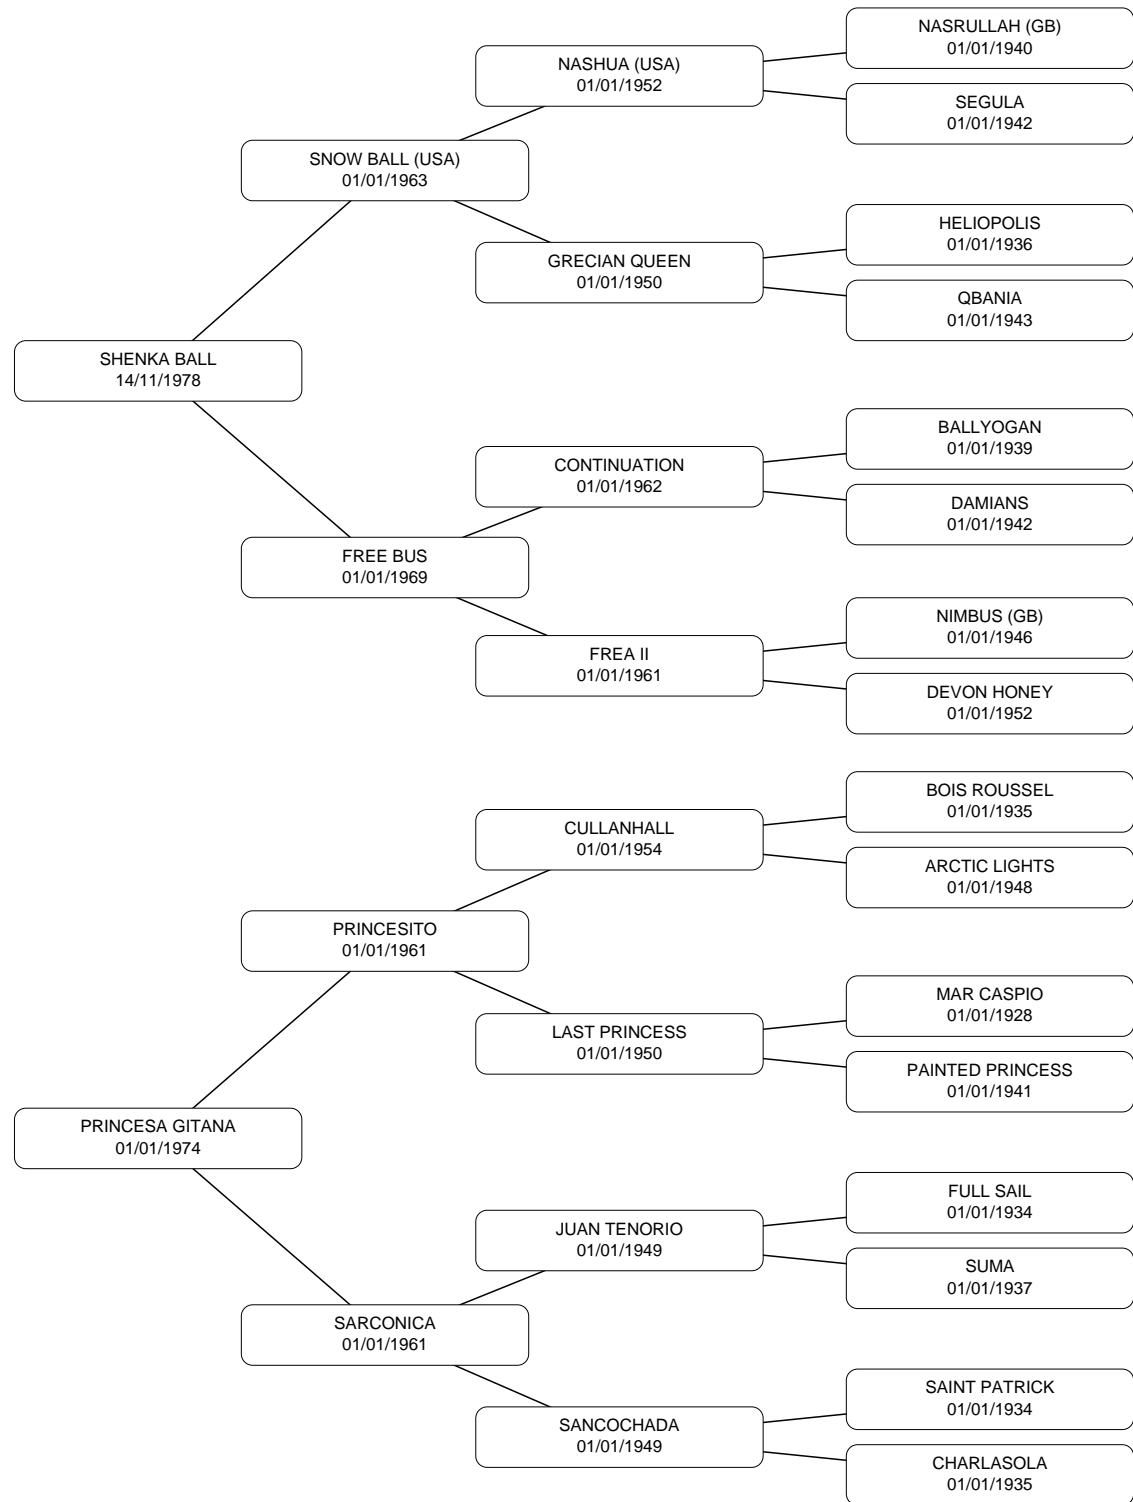 NASRULLAH (GB)
01/01/1940
NASHUA (USA)
01/01/1952
SEGULA
01/01/1942
SNOW BALL (USA)
01/01/1963
HELIOPOLIS
01/01/1936
GRECIAN QUEEN
01/01/1950
QBANIA
01/01/1943
SHENKA BALL
14/11/1978
BALLYOGAN
01/01/1939
CONTINUATION
01/01/1962
DAMIANS
01/01/1942
FREE BUS
01/01/1969
NIMBUS (GB)
01/01/1946
FREA II
01/01/1961
DEVON HONEY
01/01/1952
BOIS ROUSSEL
01/01/1935
CULLANHALL
01/01/1954
ARCTIC LIGHTS
01/01/1948
PRINCESITO
01/01/1961
MAR CASPIO
01/01/1928
LAST PRINCESS
01/01/1950
PAINTED PRINCESS
01/01/1941
PRINCESA GITANA
01/01/1974
FULL SAIL
01/01/1934
JUAN TENORIO
01/01/1949
SUMA
01/01/1937
SARCONICA
01/01/1961
SAINT PATRICK
01/01/1934
SANCOCHADA
01/01/1949
CHARLASOLA
01/01/1935